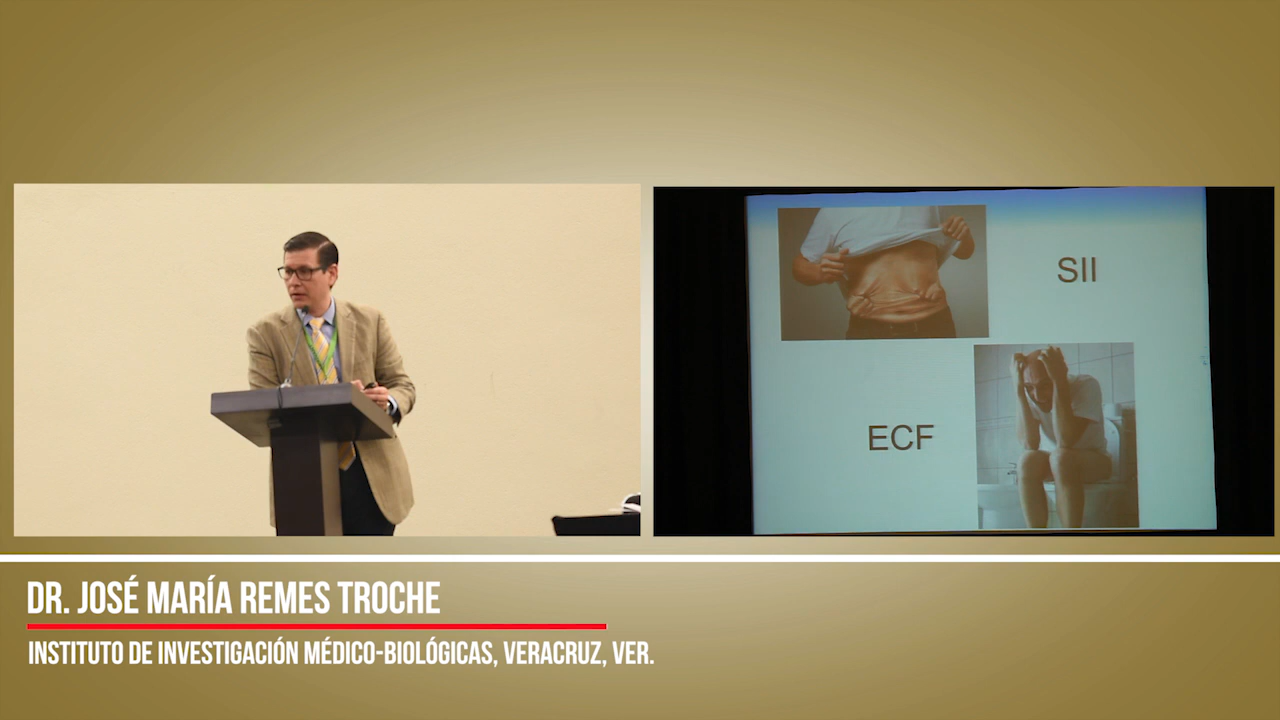 SII
ECF
DR. JOSÉ MARÍA REMES TROCHE
INSTITUTO DE INVESTIGACIÓN MÉDICO-BIOLÓGICAS, VERACRUZ, VER.